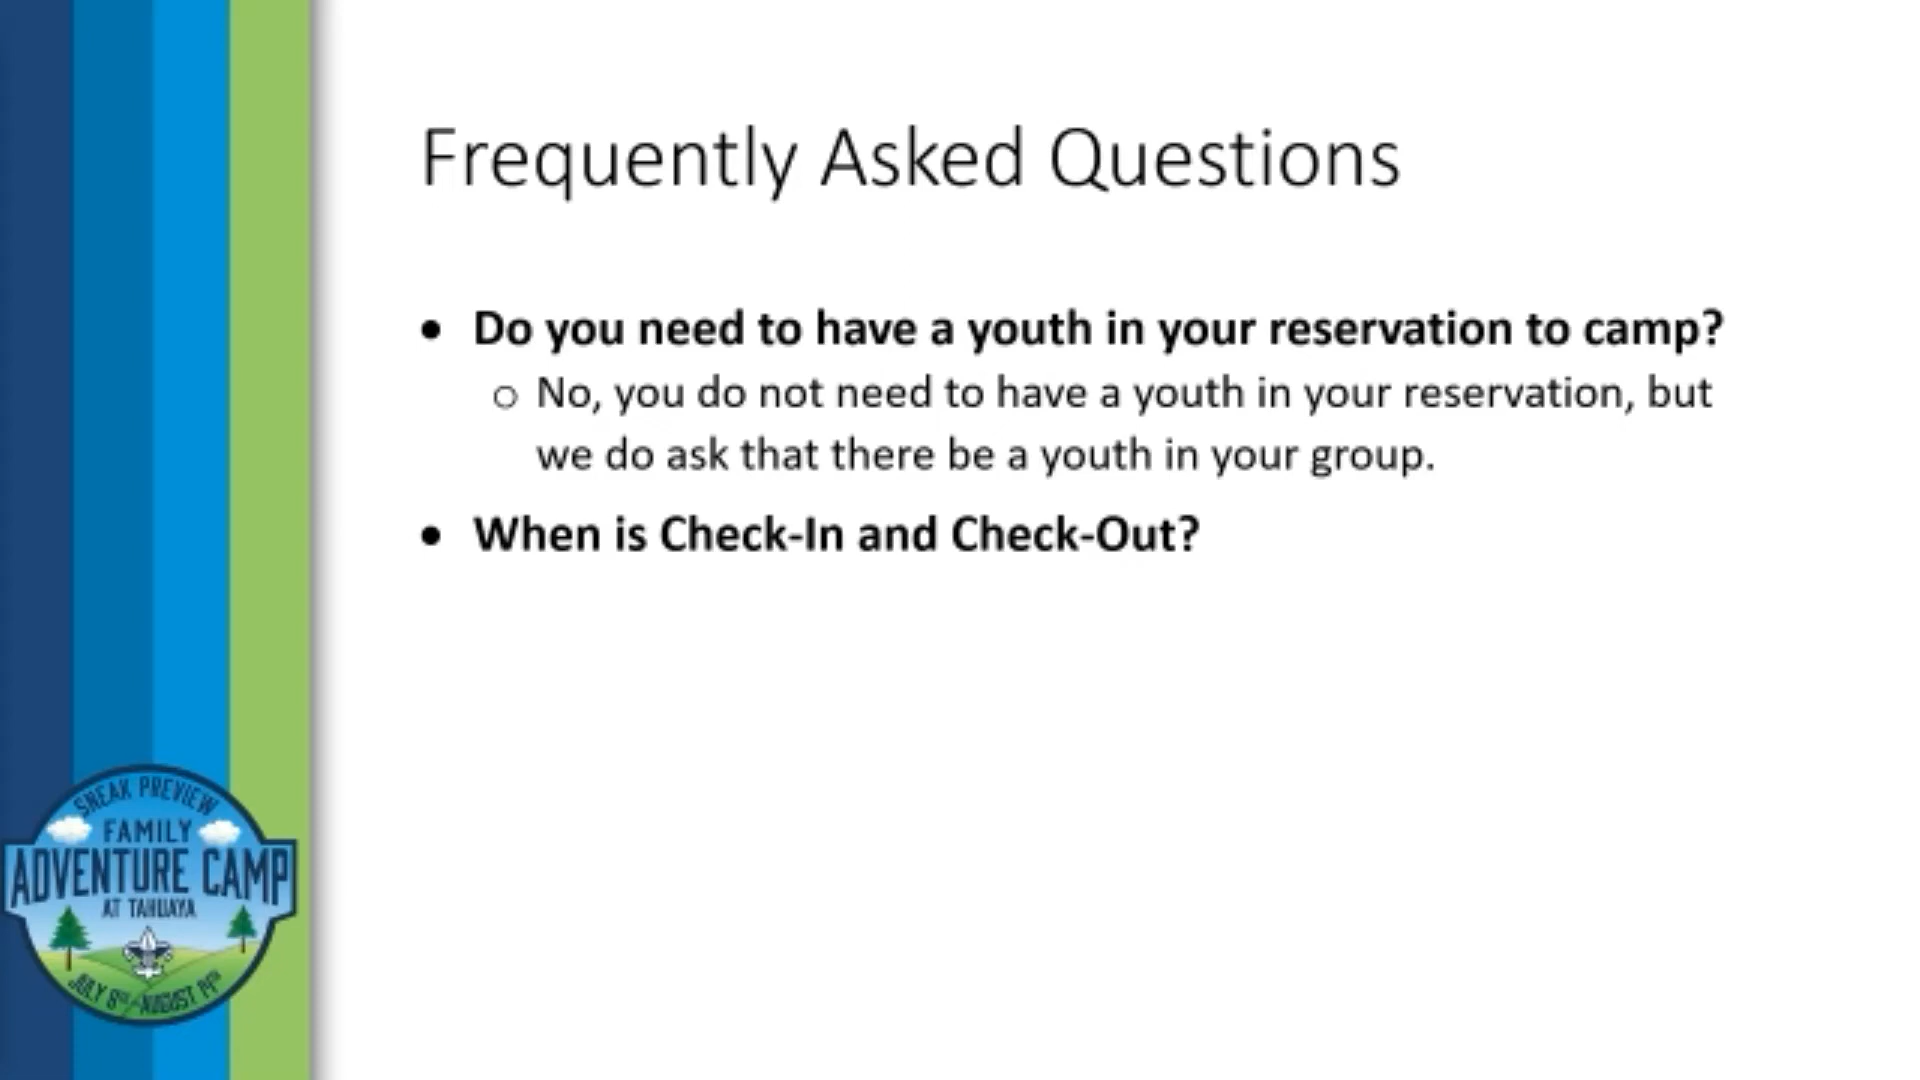 Frequently Asked Questions
• Do you need to have a youth in your reservation to camp?
o No, you do not need to have a youth in your reservation, but
we do ask that there be a youth in your group.
• When is Check-In and Check-Out?
SNEAK PREVIEW
FAMILY
ADVENTURE CAMP
AT TAHUAYA
JULY 8TH - AUGUST 14TH